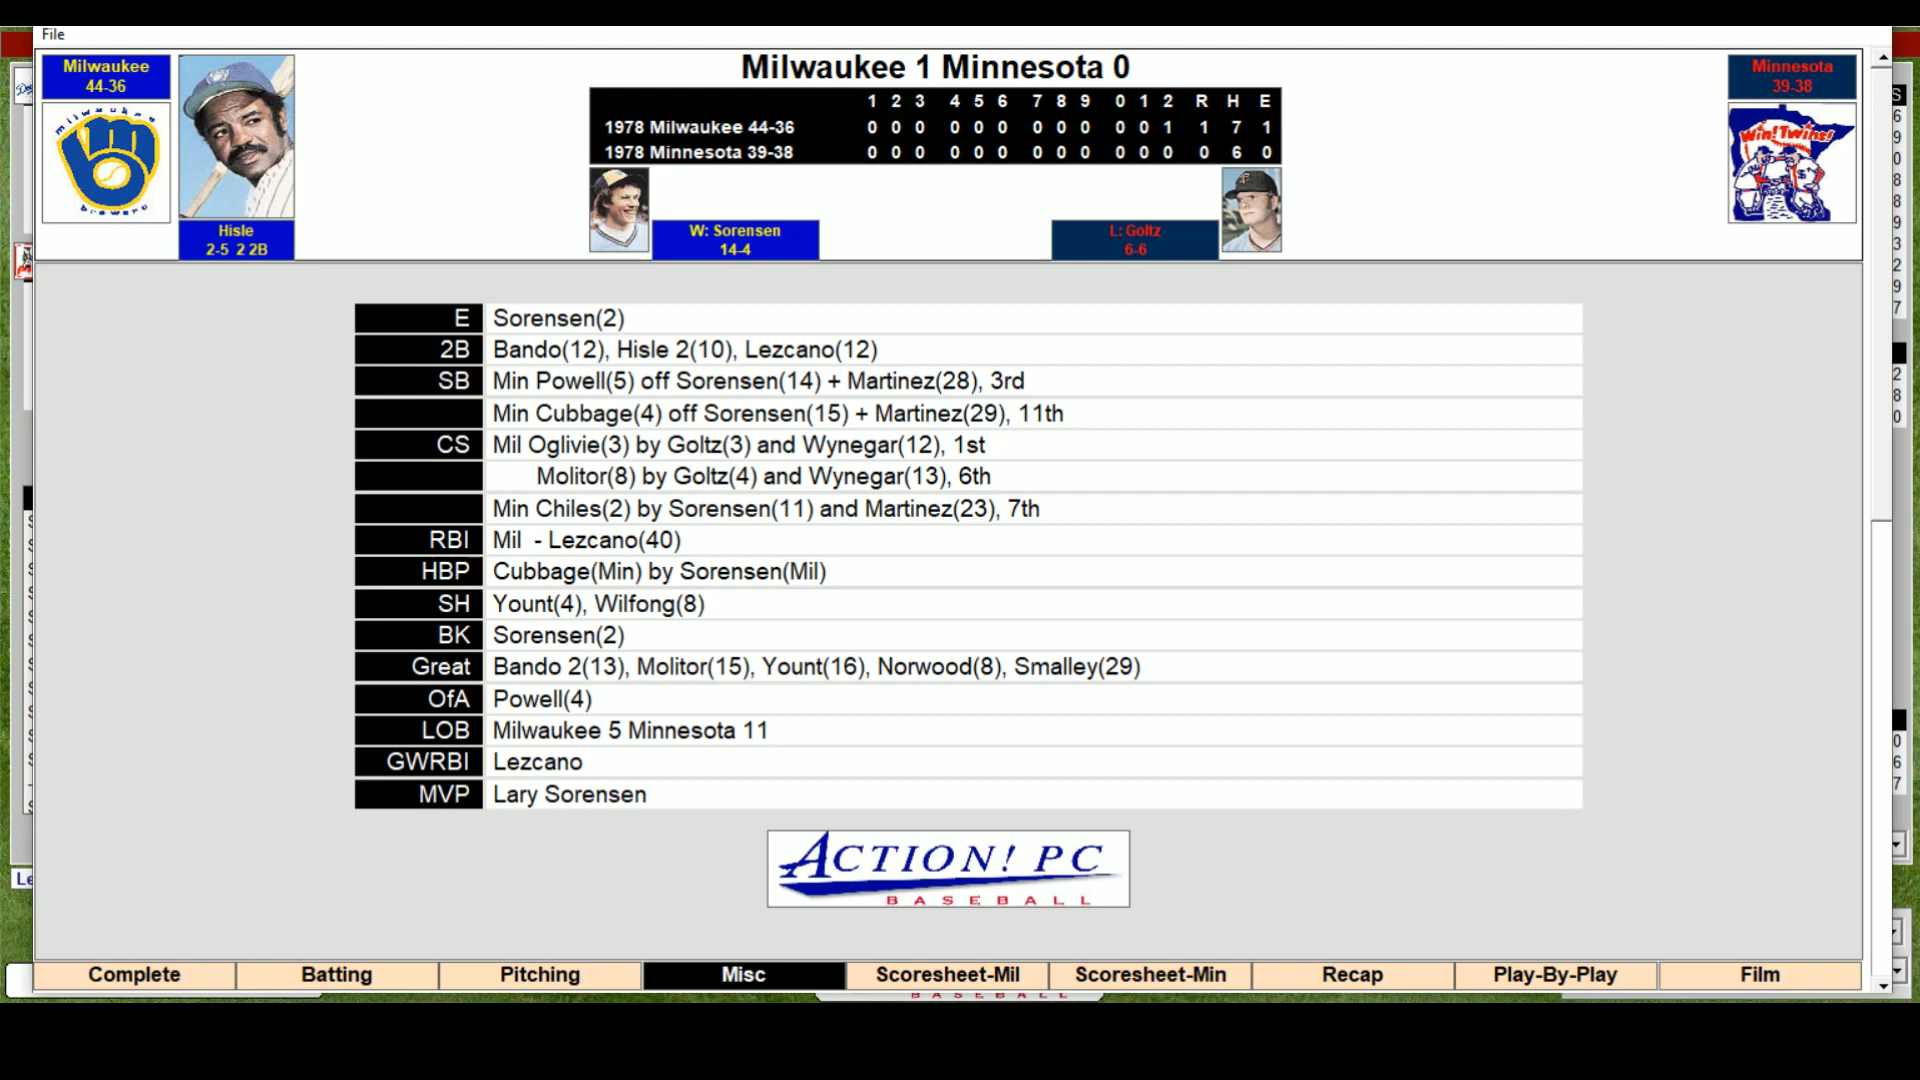 File
Milwaukee
44-36
milwaukee
brewers
Hisle
2-5 2 2B
Milwaukee 1 Minnesota 0
1 2 3 4 5 6 7 8 9 0 1 2 R H E
1978 Milwaukee 44-36 0 0 0 0 0 0 0 0 0 0 0 1 1 7 1
1978 Minnesota 39-38 0 0 0 0 0 0 0 0 0 0 0 0 0 6 0
W: Sorensen
14-4
L: Goltz
6-6
Minnesota
39-38
Win! Twins!
E Sorensen(2)
2B Bando(12), Hisle 2(10), Lezcano(12)
SB Min Powell(5) off Sorensen(14) + Martinez(28), 3rd
Min Cubbage(4) off Sorensen(15) + Martinez(29), 11th
CS Mil Oglivie(3) by Goltz(3) and Wynegar(12), 1st
Molitor(8) by Goltz(4) and Wynegar(13), 6th
Min Chiles(2) by Sorensen(11) and Martinez(23), 7th
RBI Mil - Lezcano(40)
HBP Cubbage(Min) by Sorensen(Mil)
SH Yount(4), Wilfong(8)
BK Sorensen(2)
Great Bando 2(13), Molitor(15), Yount(16), Norwood(8), Smalley(29)
OfA Powell(4)
LOB Milwaukee 5 Minnesota 11
GWRBI Lezcano
MVP Lary Sorensen
ACTION! PC
BASEBALL
Complete Batting Pitching Misc Scoresheet-Mil Scoresheet-Min Recap Play-By-Play Film
BASEBALL